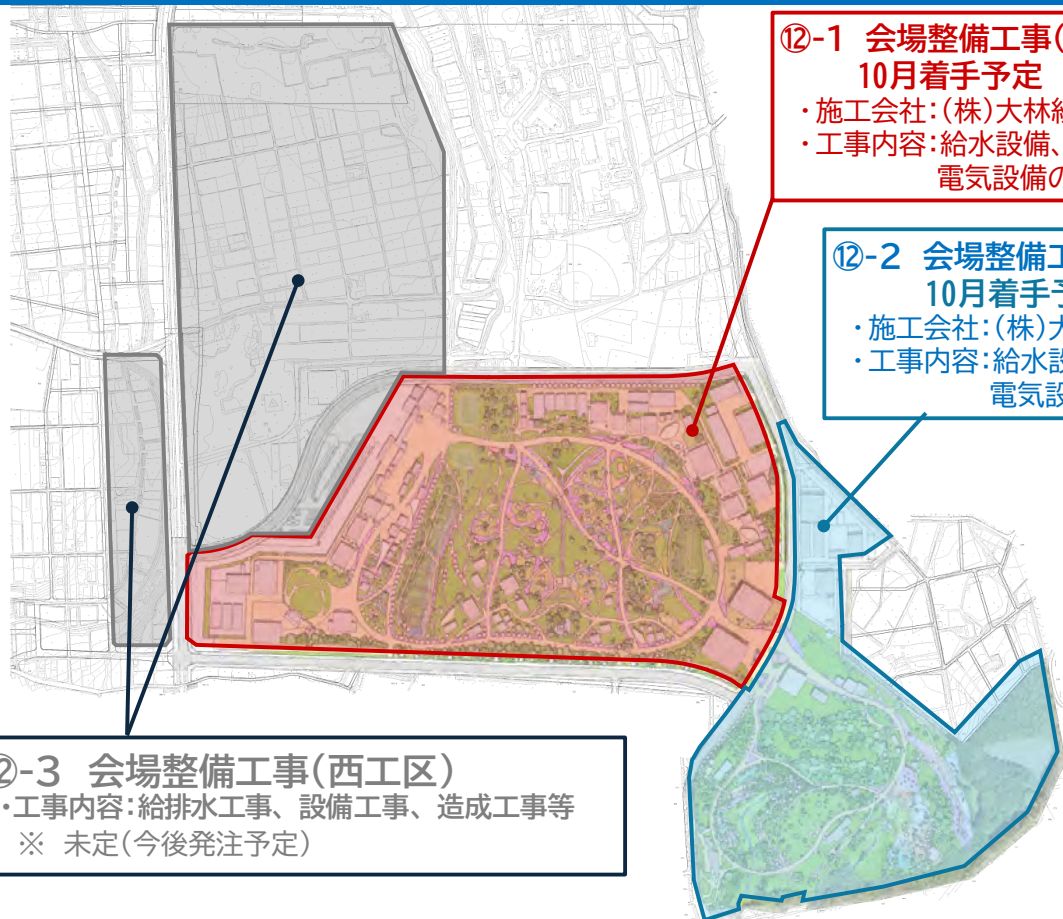 ⑫-1 会場整備工事(
10月着手予定
・施工会社:(株)大林
・工事内容:給水設備、
電気設備の
⑫-2 会場整備工
10月着手予
・施工会社:(株)大
・工事内容:給水設
電気設
⑫-3 会場整備工事(西工区)
・工事内容:給排水工事、設備工事、造成工事等
※ 未定(今後発注予定)